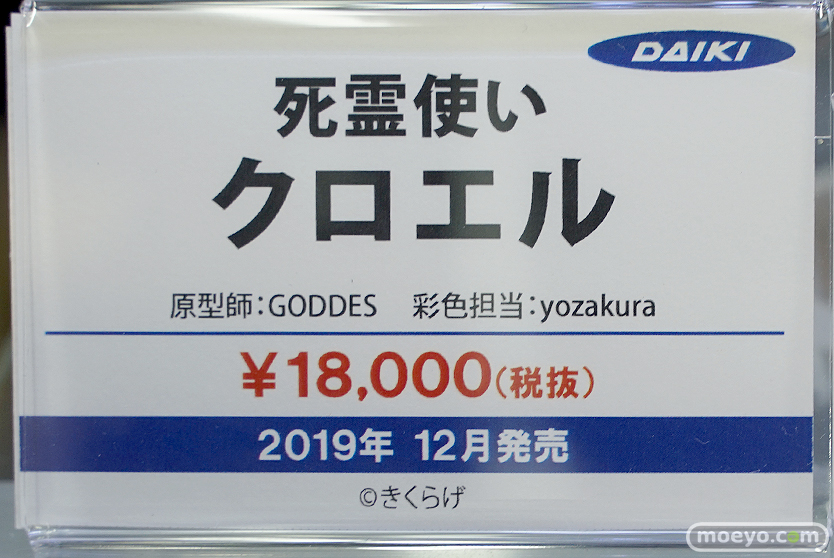 DAIKI
死霊使い
クロエル
原型師:GODDES 彩色担当:yozakura
¥18,000(税抜)
2019年 12月発売
©きくらげ
moeyo.com